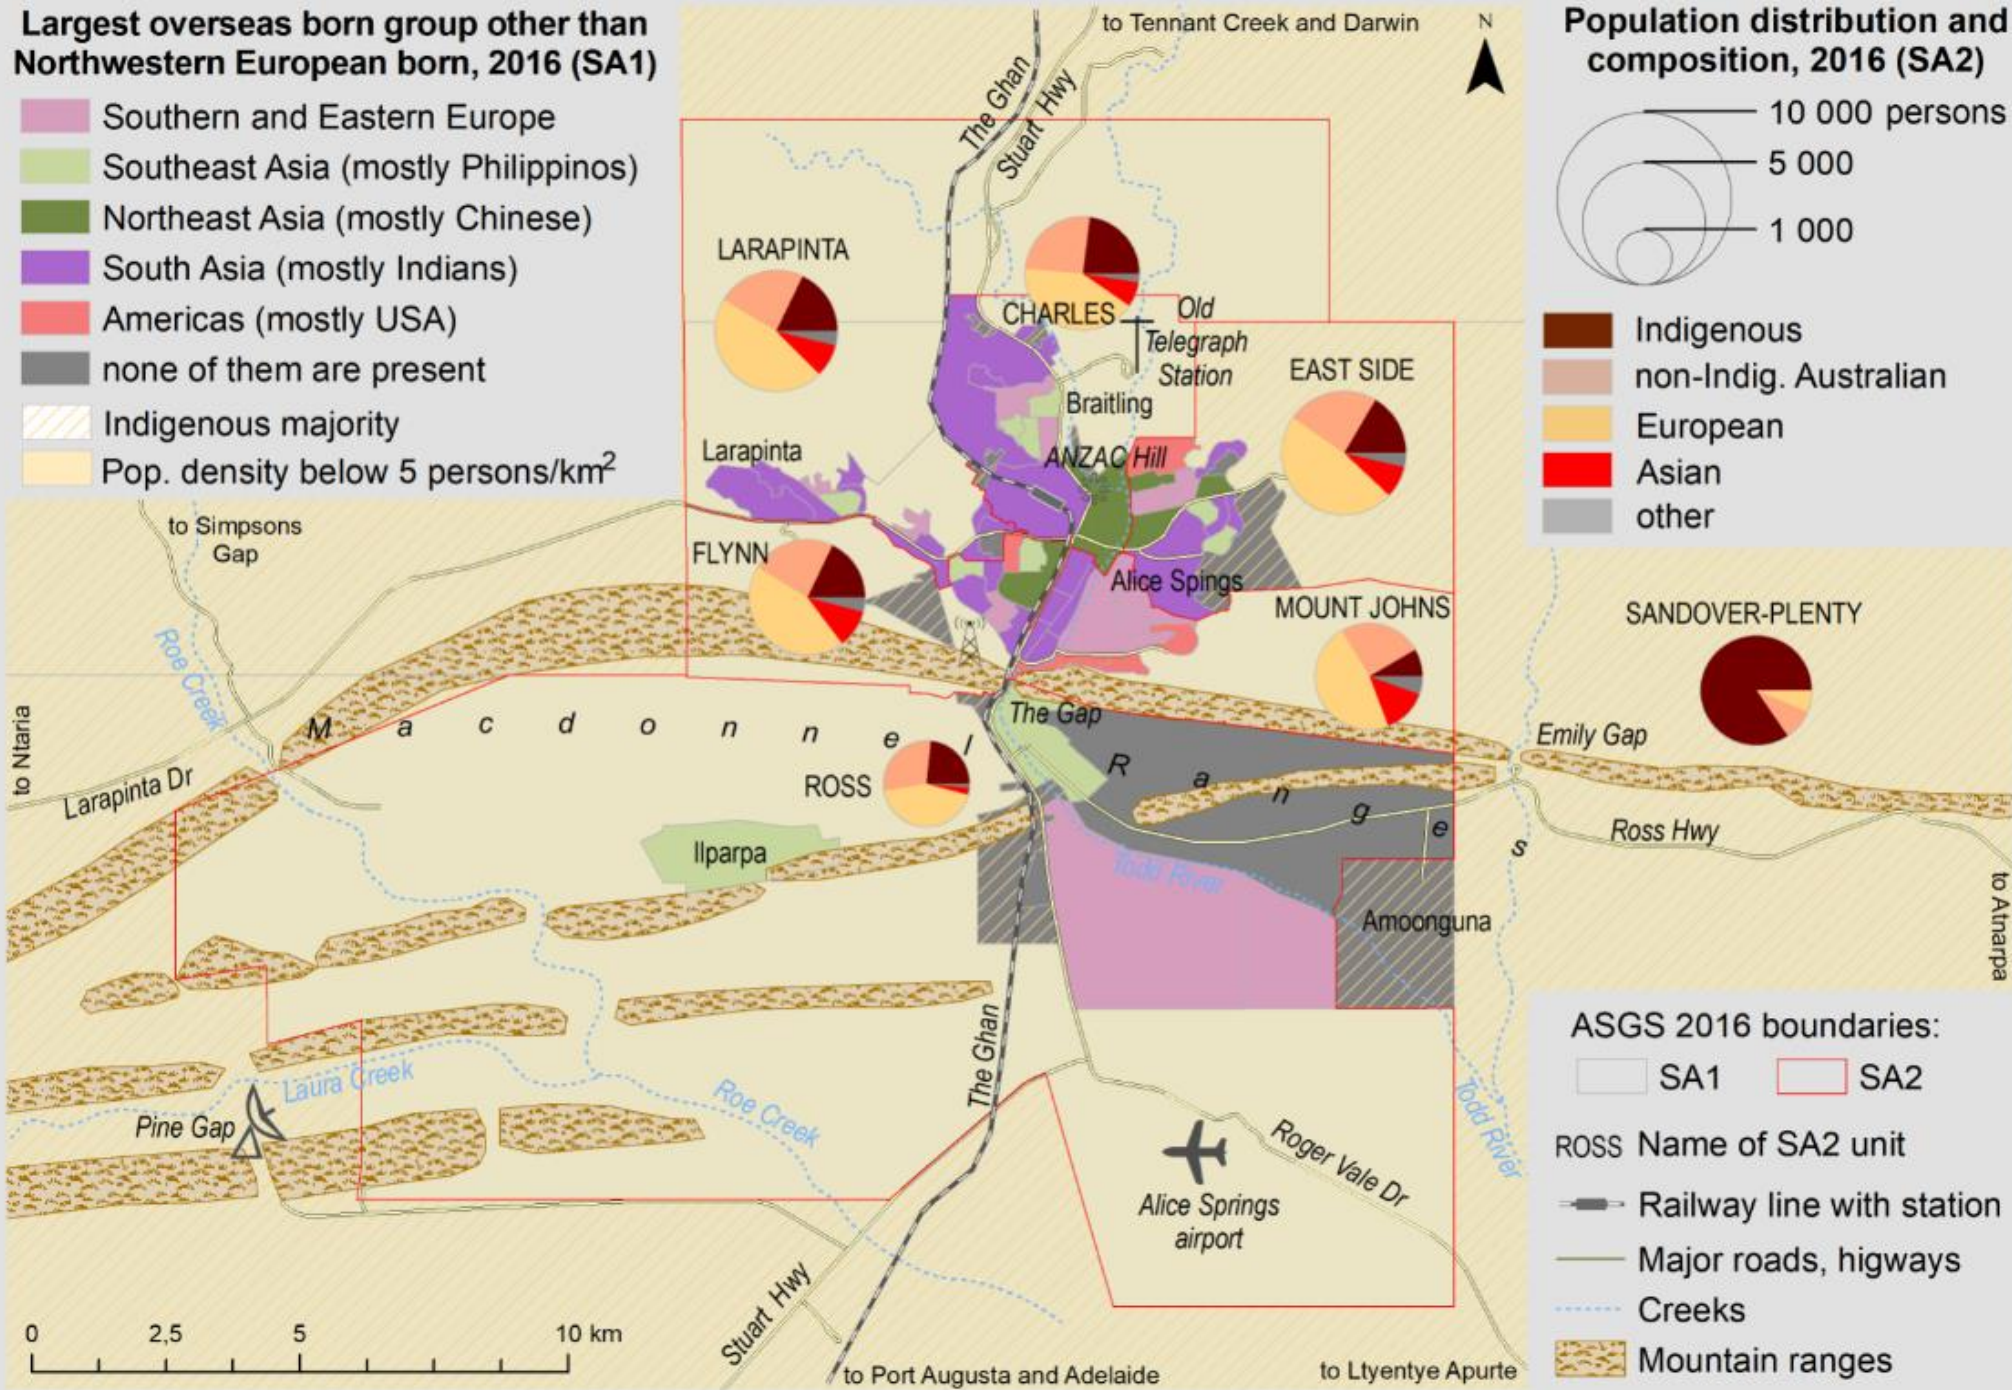 Largest overseas born group other than
Northwestern European born, 2016 (SA1)
Southern and Eastern Europe
Southeast Asia (mostly Philippinos)
Northeast Asia (mostly Chinese)
South Asia (mostly Indians)
Americas (mostly USA)
none of them are present
Indigenous majority
Pop. density below 5 persons/km2
Population distribution and
composition, 2016 (SA2)
10 000 persons
5 000
1 000
Indigenous
non-Indig. Australian
European
Asian
other
to Tennant Creek and Darwin
N
The Ghan
Stuart Hwy
LARAPINTA
CHARLES
Old
Telegraph
Station
EAST SIDE
Braitling
Larapinta
ANZAC Hill
to Simpsons
Gap
FLYNN
Alice Spings
MOUNT JOHNS
SANDOVER-PLENTY
Roe Creek
to Ntaria
Larapinta Dr
Macdonnel Ranges
The Gap
Emily Gap
ROSS
Ross Hwy
Ilparpa
Todd River
Amoonguna
to Atnarpa
The Ghan
Laura Creek
Pine Gap
Roe Creek
Todd River
Roger Vale Dr
Alice Springs
airport
Stuart Hwy
0
2,5
5
10 km
to Port Augusta and Adelaide
to Ltyentye Apurte
ASGS 2016 boundaries:
SA1
SA2
ROSS Name of SA2 unit
Railway line with station
Major roads, higways
Creeks
Mountain ranges